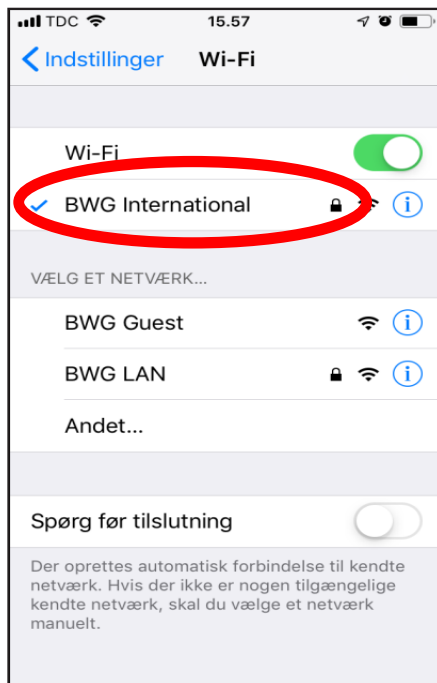 TDC 15.57
Indstillinger Wi-Fi
Wi-Fi
BWG International
VÆLG ET NETVÆRK...
BWG Guest
BWG LAN
Andet...
Spørg før tilslutning
Der oprettes automatisk forbindelse til kendte
netværk. Hvis der ikke er nogen tilgængelige
kendte netværk, skal du vælge et netværk
manuelt.